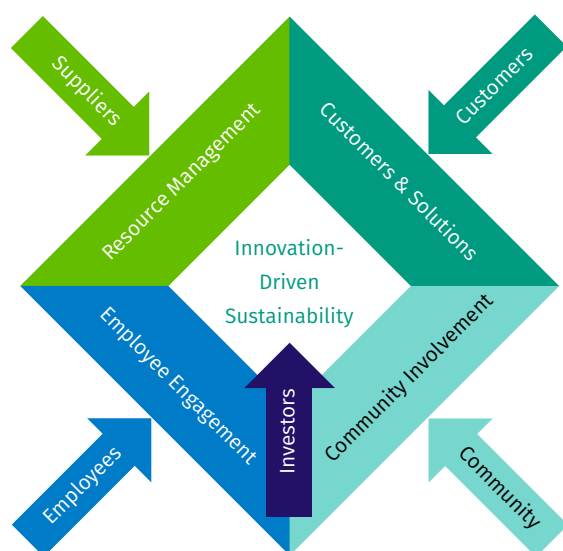 Suppliers
Customers
Resource Management
Customers & Solutions
Innovation-
Driven
Sustainability
Employee Engagement
Community Involvement
Investors
Employees
Community